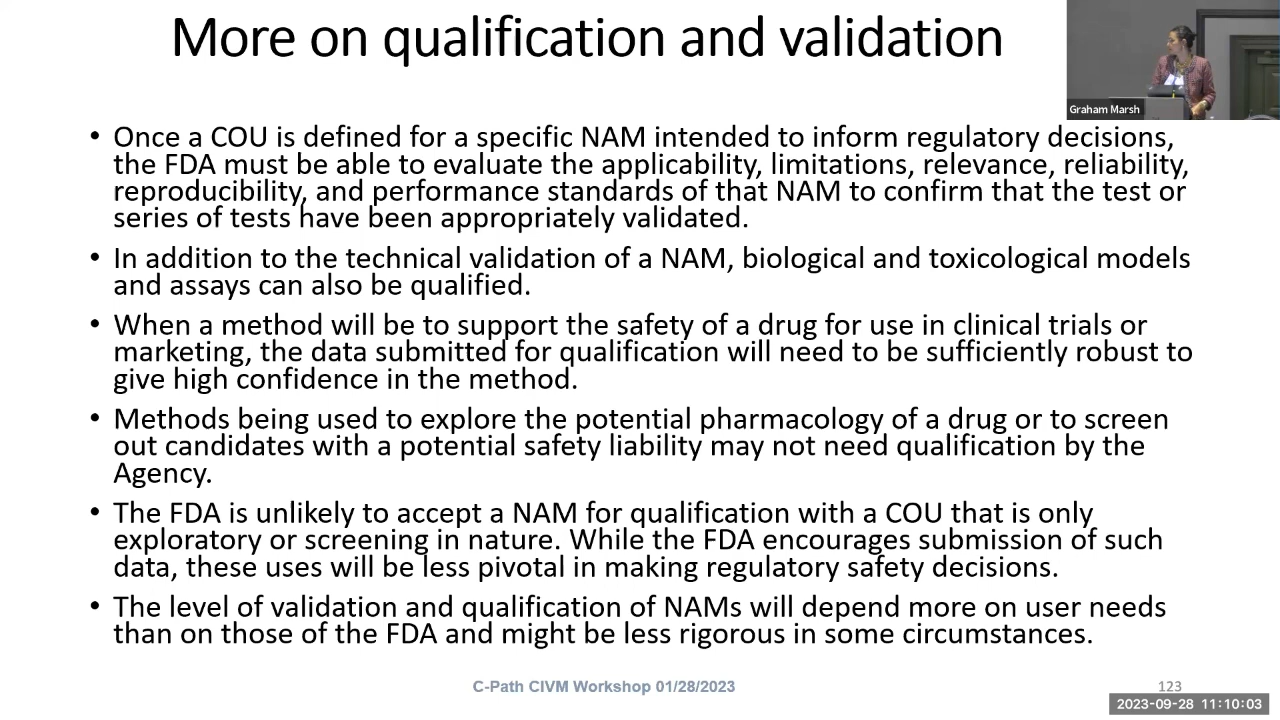 More on qualification and validation
Graham Marsh
• Once a COU is defined for a specific NAM intended to inform regulatory decisions,
the FDA must be able to evaluate the applicability, limitations, relevance, reliability,
reproducibility, and performance standards of that NAM to confirm that the test or
series of tests have been appropriately validated.
• In addition to the technical validation of a NAM, biological and toxicological models
and assays can also be qualified.
• When a method will be to support the safety of a drug for use in clinical trials or
marketing, the data submitted for qualification will need to be sufficiently robust to
give high confidence in the method.
• Methods being used to explore the potential pharmacology of a drug or to screen
out candidates with a potential safety liability may not need qualification by the
Agency.
• The FDA is unlikely to accept a NAM for qualification with a COU that is only
exploratory or screening in nature. While the FDA encourages submission of such
data, these uses will be less pivotal in making regulatory safety decisions.
• The level of validation and qualification of NAMs will depend more on user needs
than on those of the FDA and might be less rigorous in some circumstances.
C-Path CIVM Workshop 01/28/2023
123
2023-09-28 11:10:03